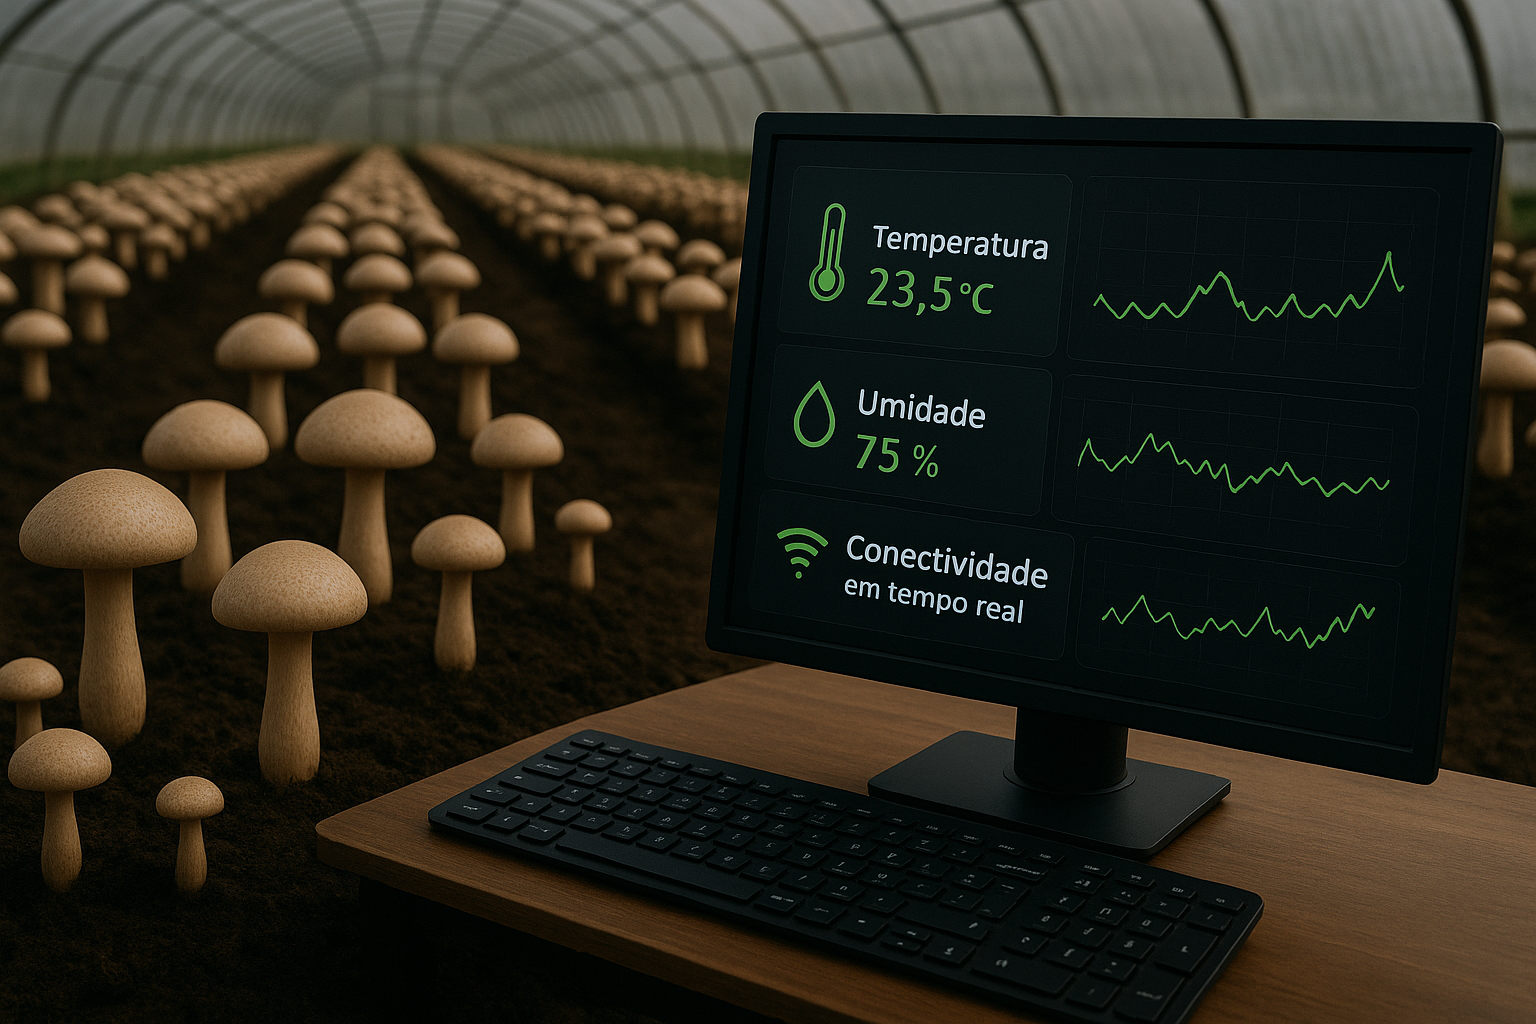 Temperatura
23,5°C
Umidade
75 %
Conectividade
em tempo real